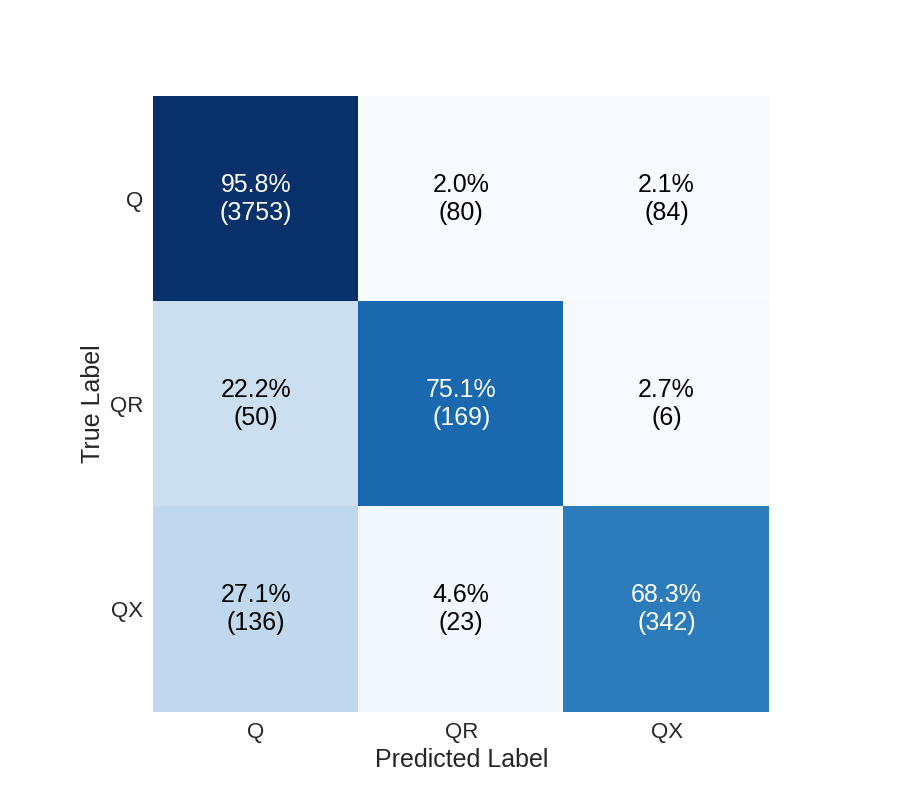 95.8%
(3753)
2.0%
(80)
2.1%
(84)
Q
22.2%
(50)
75.1%
(169)
2.7%
(6)
QR
True Label
27.1%
(136)
4.6%
(23)
68.3%
(342)
QX
Q
QR
QX
Predicted Label